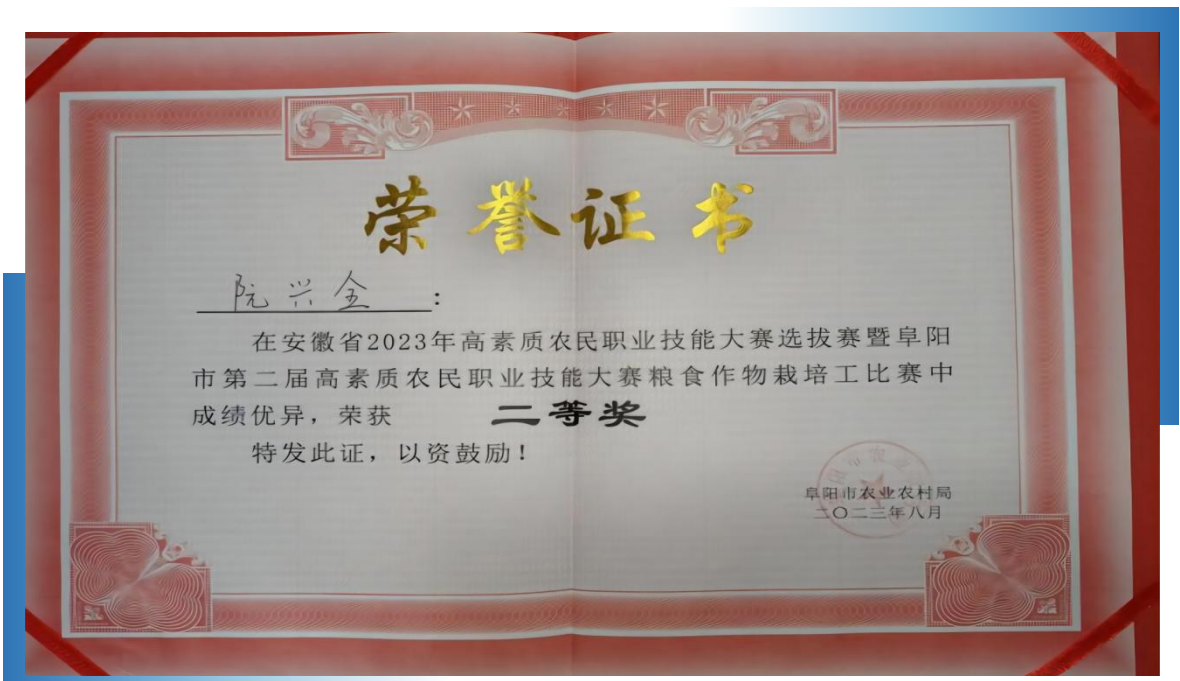 荣誉证书
阮兴全:
在安徽省2023年高素质农民职业技能大赛选拔赛暨阜阳
市第二届高素质农民职业技能大赛粮食作物栽培工比赛中
成绩优异，荣获 二等奖
特发此证，以资鼓励！
阜阳市农业农村局
二〇二三年八月